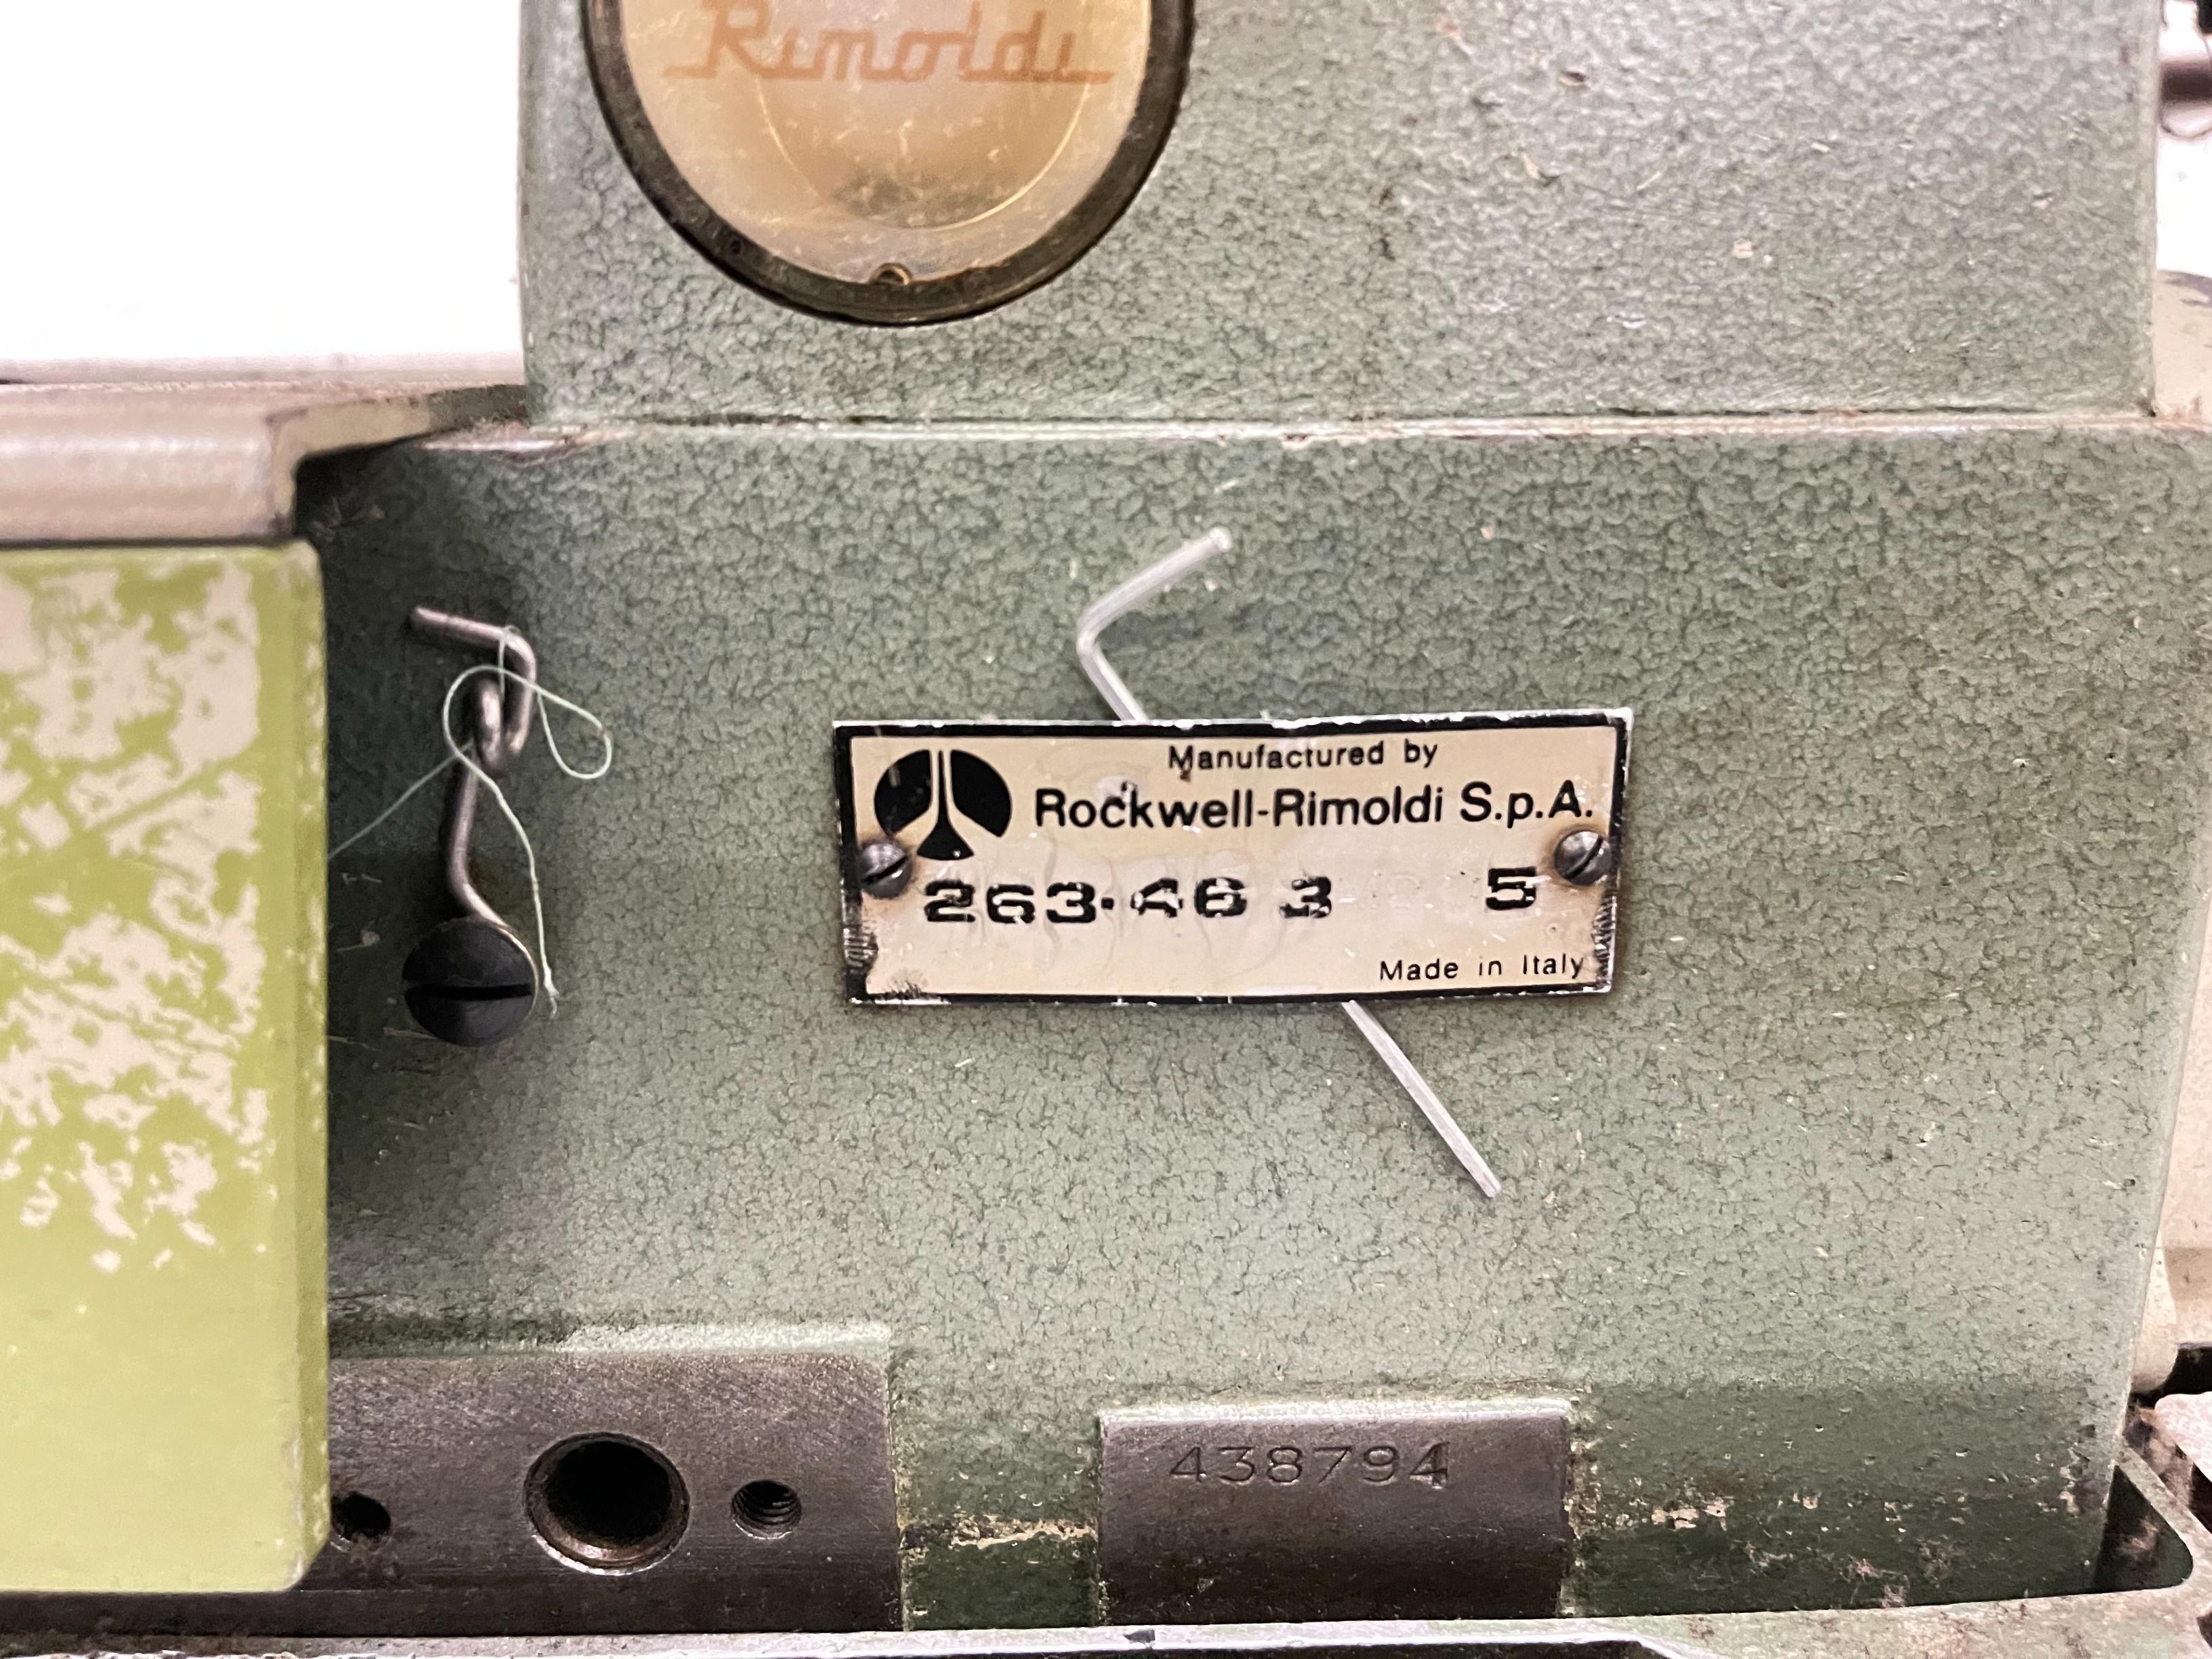 Rimoldi
Manufactured by
Rockwell-Rimoldi S.p.A.
263-46 3 5
Made in Italy
438794